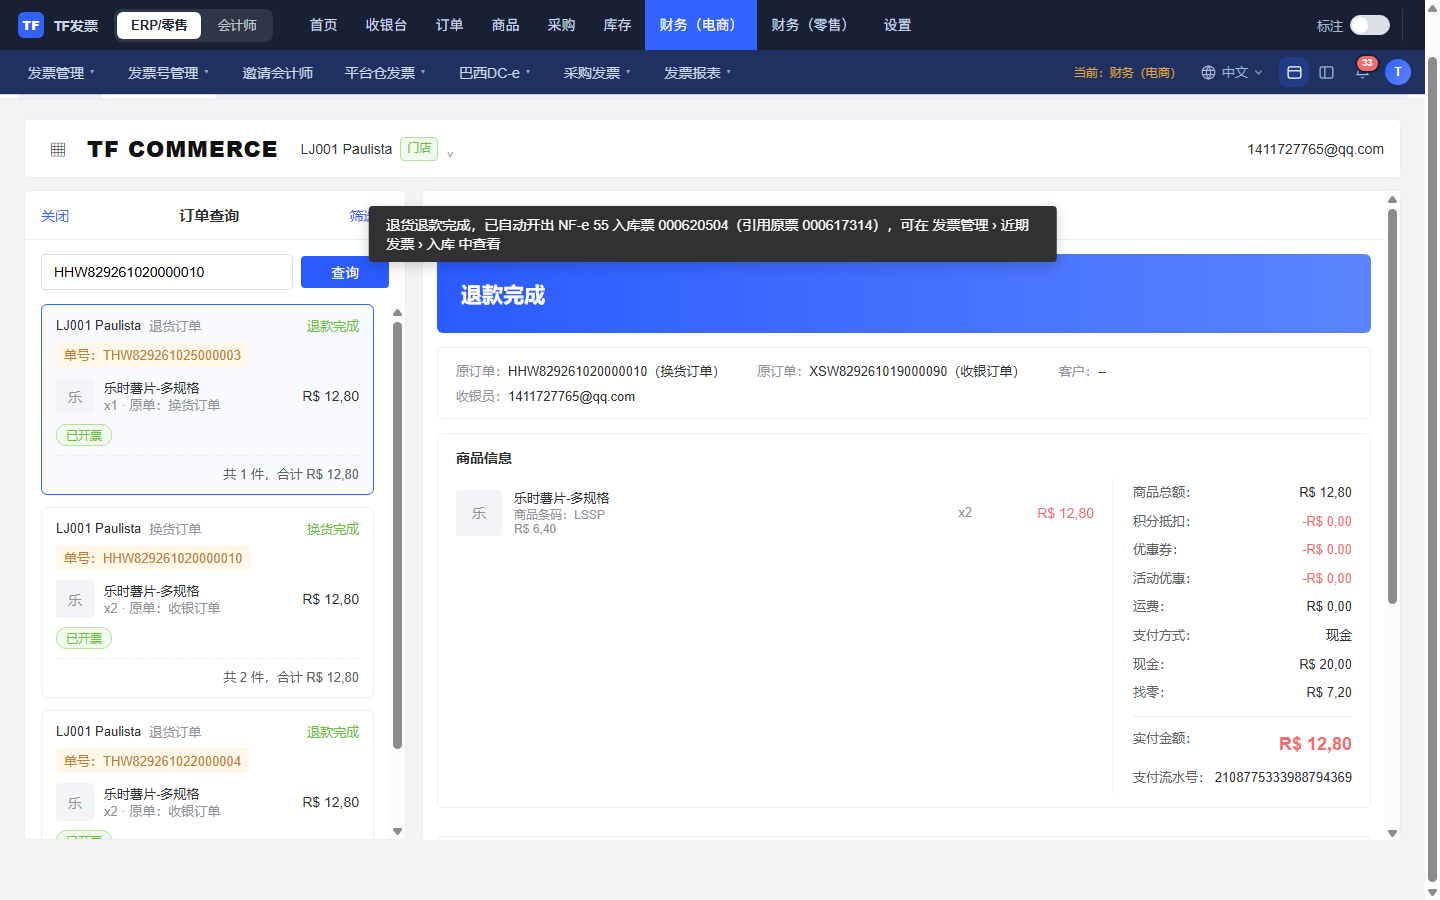 TF TF发票 ERP/零售 会计师 首页 收银台 订单 商品 采购 库存 财务（电商） 财务（零售） 设置 标注
发票管理 发票号管理 邀请会计师 平台仓发票 巴西DC-e 采购发票 发票报表 当前：财务（电商） 中文 33 T
TF COMMERCE LJ001 Paulista 门店 v 1411727765@qq.com
关闭 订单查询
退货退款完成，已自动开出 NF-e 55 入库票 000620504（引用原票 000617314），可在 发票管理 › 近期
发票 › 入库 中查看
HHW829261020000010 查询
LJ001 Paulista 退货订单 退款完成
单号：THW829261025000003
乐 乐时薯片-多规格 R$ 12,80
x1 · 原单：换货订单
已开票
共 1 件，合计 R$ 12,80
LJ001 Paulista 换货订单 换货完成
单号：HHW829261020000010
乐 乐时薯片-多规格 R$ 12,80
x2 · 原单：收银订单
已开票
共 2 件，合计 R$ 12,80
LJ001 Paulista 退货订单 退款完成
单号：THW829261022000004
乐 乐时薯片-多规格 R$ 12,80
x2 · 原单：收银订单
退款完成
原订单：HHW829261020000010（换货订单） 原订单：XSW829261019000090（收银订单） 客户：--
收银员：1411727765@qq.com
商品信息
乐 乐时薯片-多规格
商品条码：LSSP
R$ 6,40
x2 R$ 12,80
商品总额： R$ 12,80
积分抵扣： -R$ 0,00
优惠券： -R$ 0,00
活动优惠： -R$ 0,00
运费： R$ 0,00
支付方式： 现金
现金： R$ 20,00
找零： R$ 7,20
实付金额： R$ 12,80
支付流水号： 2108775333988794369